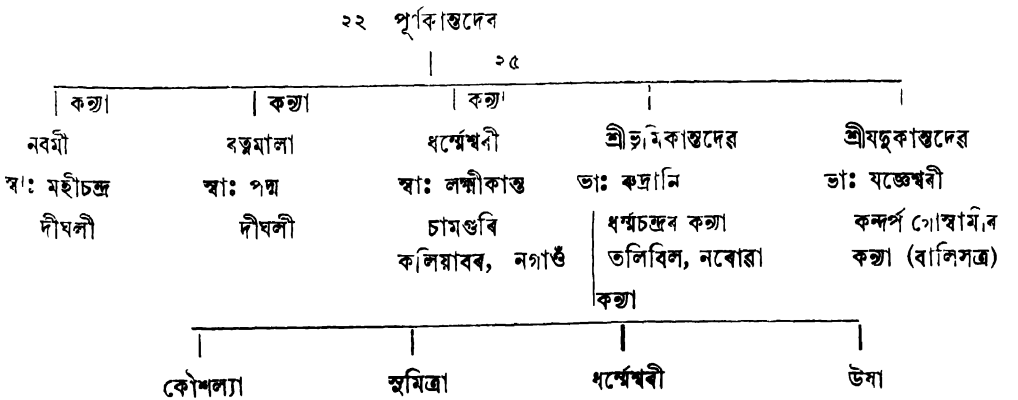 ২২ পূৰ্ণকান্তদেৱ
২৫
কন্যা কন্যা কন্যা
নবমী ৰত্নমালা ধৰ্ম্মেশ্বৰী শ্ৰীভূমিকান্তদেৱ শ্ৰীযদুকান্তদেৱ
স্বা: মহীচন্দ্ৰ স্বা: পদ্ম স্বা: লক্ষ্মীকান্ত ভা: ৰুদ্ৰানি ভা: যজ্ঞেশ্বৰী
দীঘলী দীঘলী চামগুৰি ধৰ্ম্মচন্দ্ৰৰ কন্যা কন্দৰ্প গোস্বামীৰ
কলিয়াবৰ, নগাওঁ তলিবিল, নৰোৱা কন্যা (বালিসত্ৰ)
কন্যা
কৌশল্যা সুমিত্ৰা ধৰ্ম্মেশ্বৰী উষা